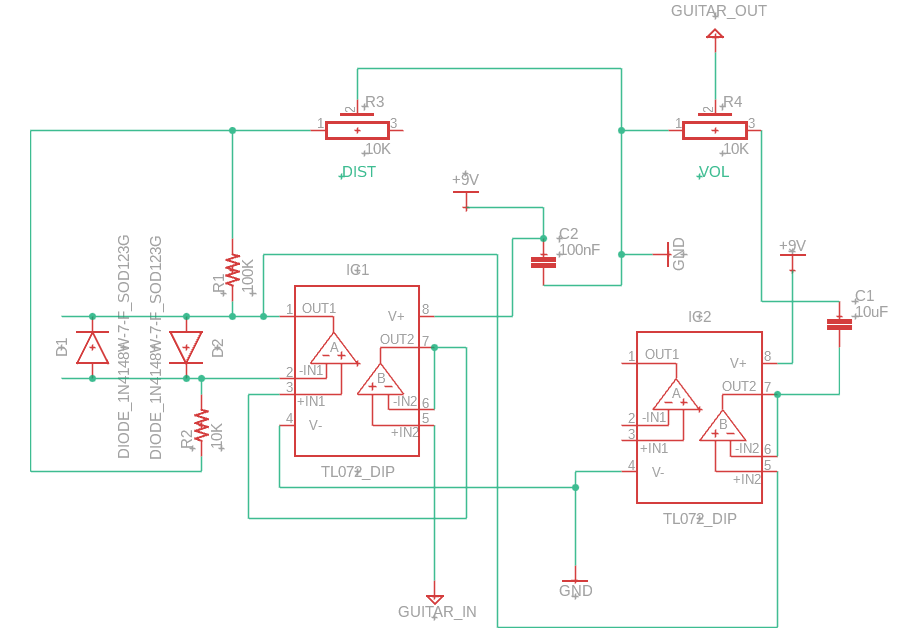 GUITAR_OUT
2
R3
1
3
10K
DIST
2
R4
1
3
10K
VOL
+9V
C2
100nF
GND
+9V
C1
10uF
R1
100K
DIODE_1N4148W-7-F_SOD123G
DIODE_1N4148W-7-F_SOD123G
D1
D2
R2
10K
IC1
1
OUT1
V+
8
OUT2
7
A
B
2
-IN1
3
+IN1
-IN2
6
4
V-
+IN2
5
TL072_DIP
IC2
1
OUT1
V+
8
OUT2
7
A
B
2
-IN1
3
+IN1
-IN2
6
4
V-
+IN2
5
TL072_DIP
GND
GUITAR_IN